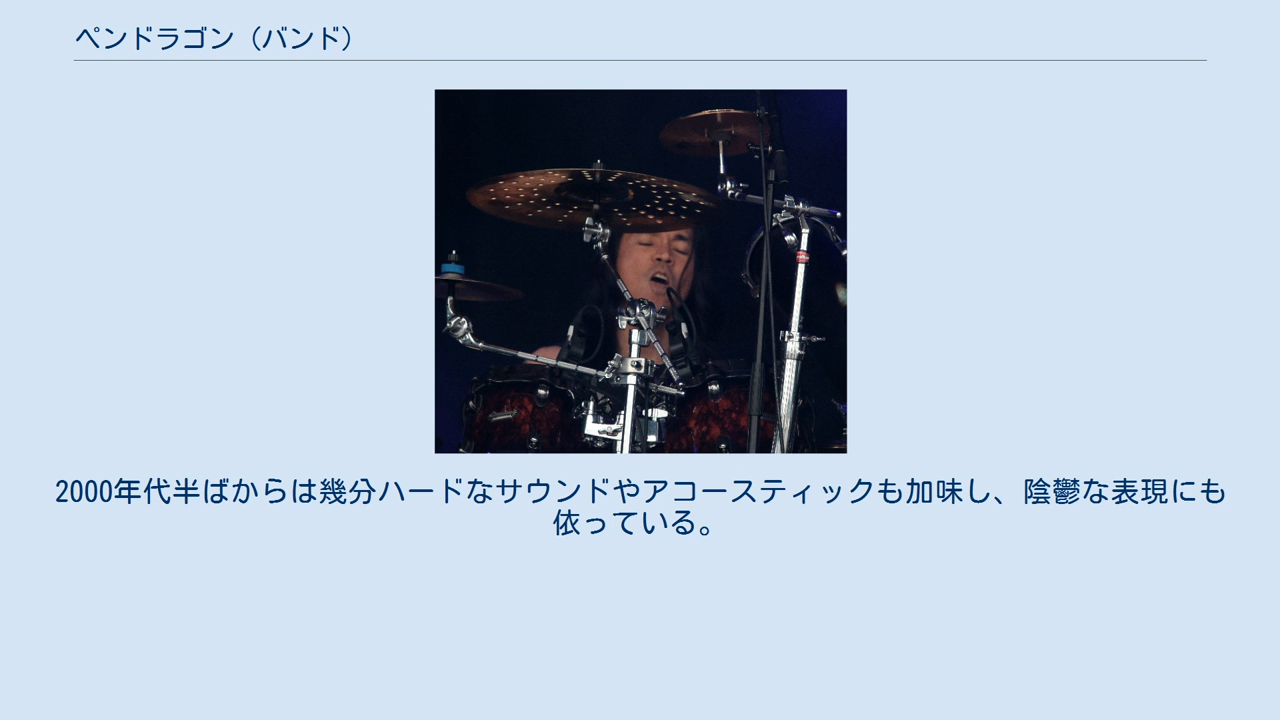 ペンドラゴン（バンド）
2000年代半ばからは幾分ハードなサウンドやアコースティックも加味し、陰鬱な表現にも
依っている。